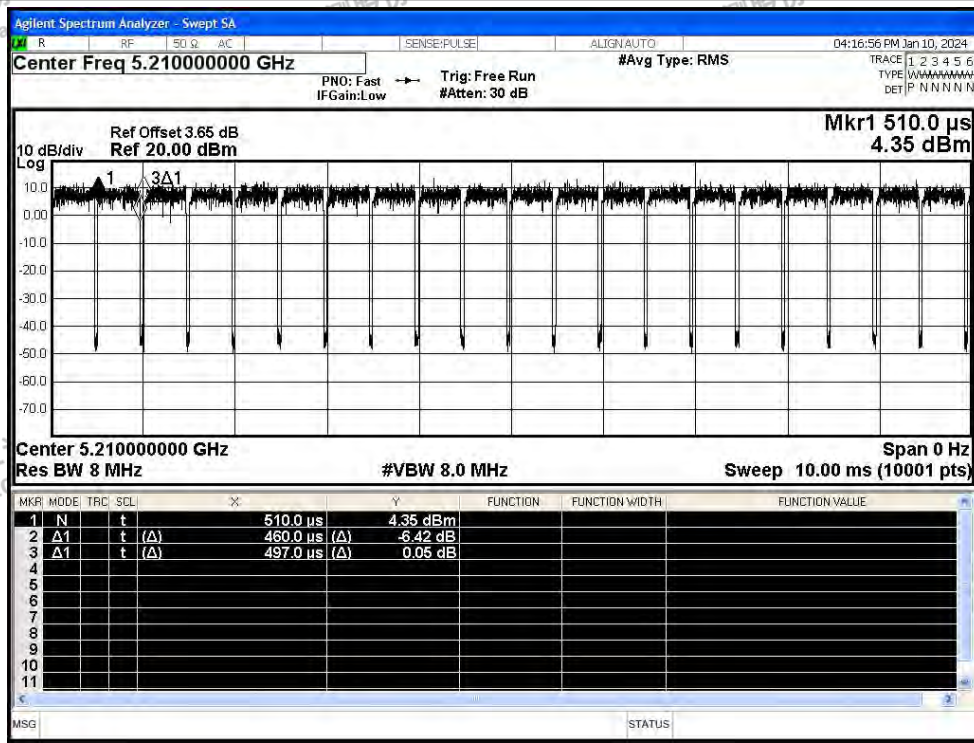 Agilent Spectrum Analyzer - Swept SA
R RF 50 Ω AC SENSE:PULSE ALIGNAUTO 04:16:56 PM Jan 10, 2024
Center Freq 5.210000000 GHz #Avg Type: RMS TRACE 1 2 3 4 5 6
PNO: Fast Trig: Free Run TYPE WWWWWW
IFGain:Low #Atten: 30 dB DET P N N N N N
Mkr1 510.0 µs
Ref Offset 3.65 dB
10 dB/div Ref 20.00 dBm 4.35 dBm
Log
1 3Δ1
10.0
0.00
-10.0
-20.0
-30.0
-40.0
-50.0
-60.0
-70.0
Center 5.210000000 GHz Span 0 Hz
Res BW 8 MHz #VBW 8.0 MHz Sweep 10.00 ms (10001 pts)
MKR MODE TRC SCL X Y FUNCTION FUNCTION WIDTH FUNCTION VALUE
1 N t 510.0 µs 4.35 dBm
2 Δ1 t (Δ) 460.0 µs (Δ) -6.42 dB
3 Δ1 t (Δ) 497.0 µs (Δ) 0.05 dB
4
5
6
7
8
9
10
11
MSG STATUS